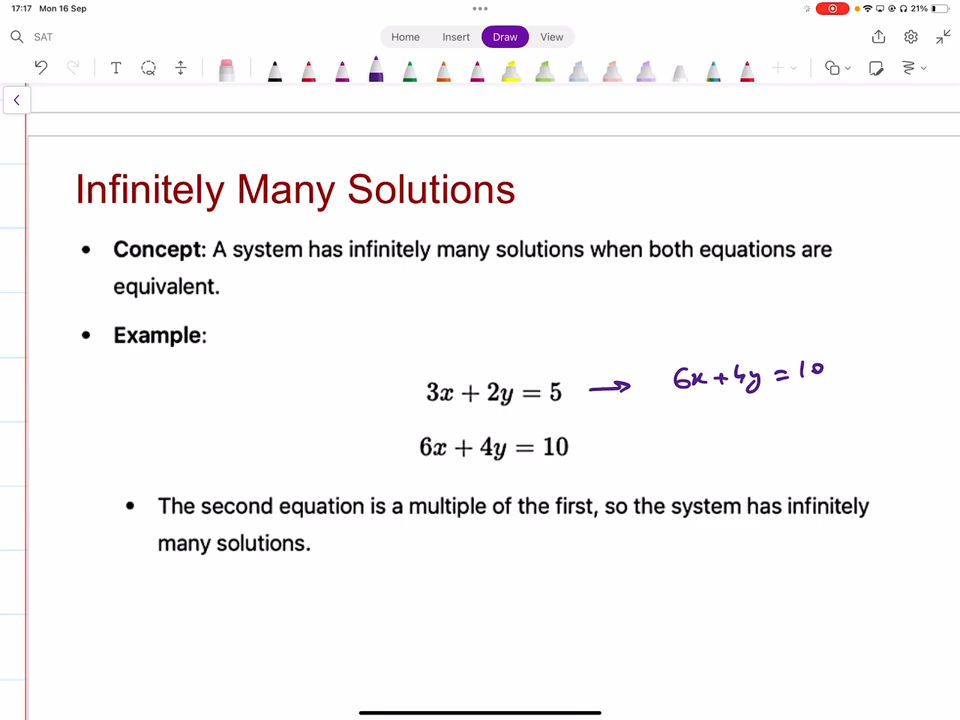 17:17 Mon 16 Sep
21%
SAT
Home Insert Draw View
T
Infinitely Many Solutions
• Concept: A system has infinitely many solutions when both equations are
equivalent.
• Example:
3x + 2y = 5 → 6x + 4y = 10
6x + 4y = 10
• The second equation is a multiple of the first, so the system has infinitely
many solutions.